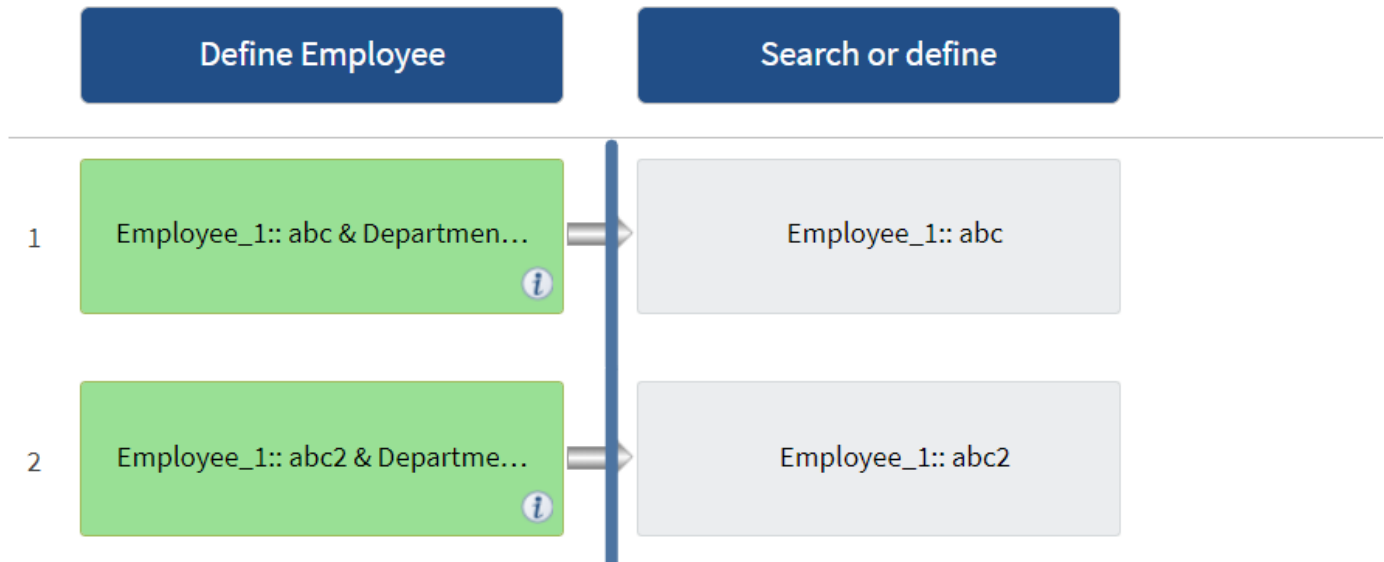 Define Employee
Search or define
1
Employee_1:: abc & Departmen...
Employee_1:: abc
i
2
Employee_1:: abc2 & Departme...
Employee_1:: abc2
i